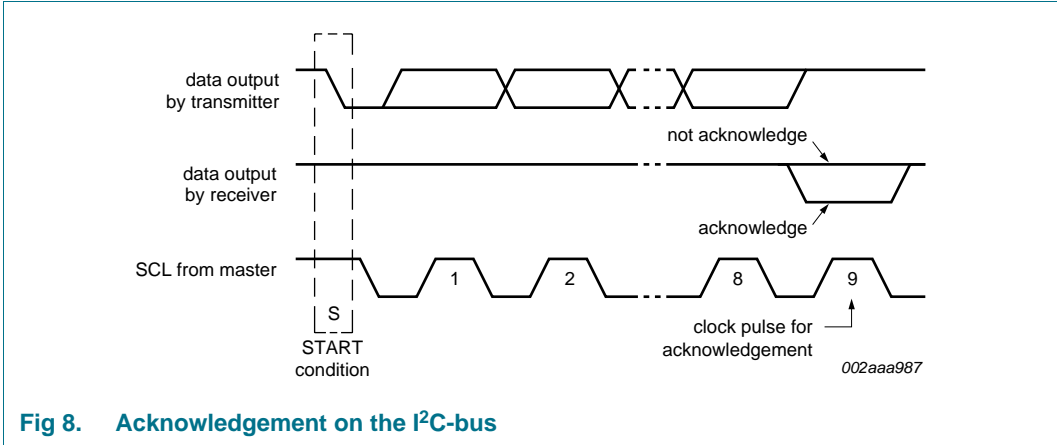 data output
by transmitter
not acknowledge
data output
by receiver
acknowledge
SCL from master
1
2
8
9
S
START
condition
clock pulse for
acknowledgement
002aaa987
Fig 8. Acknowledgement on the I²C-bus